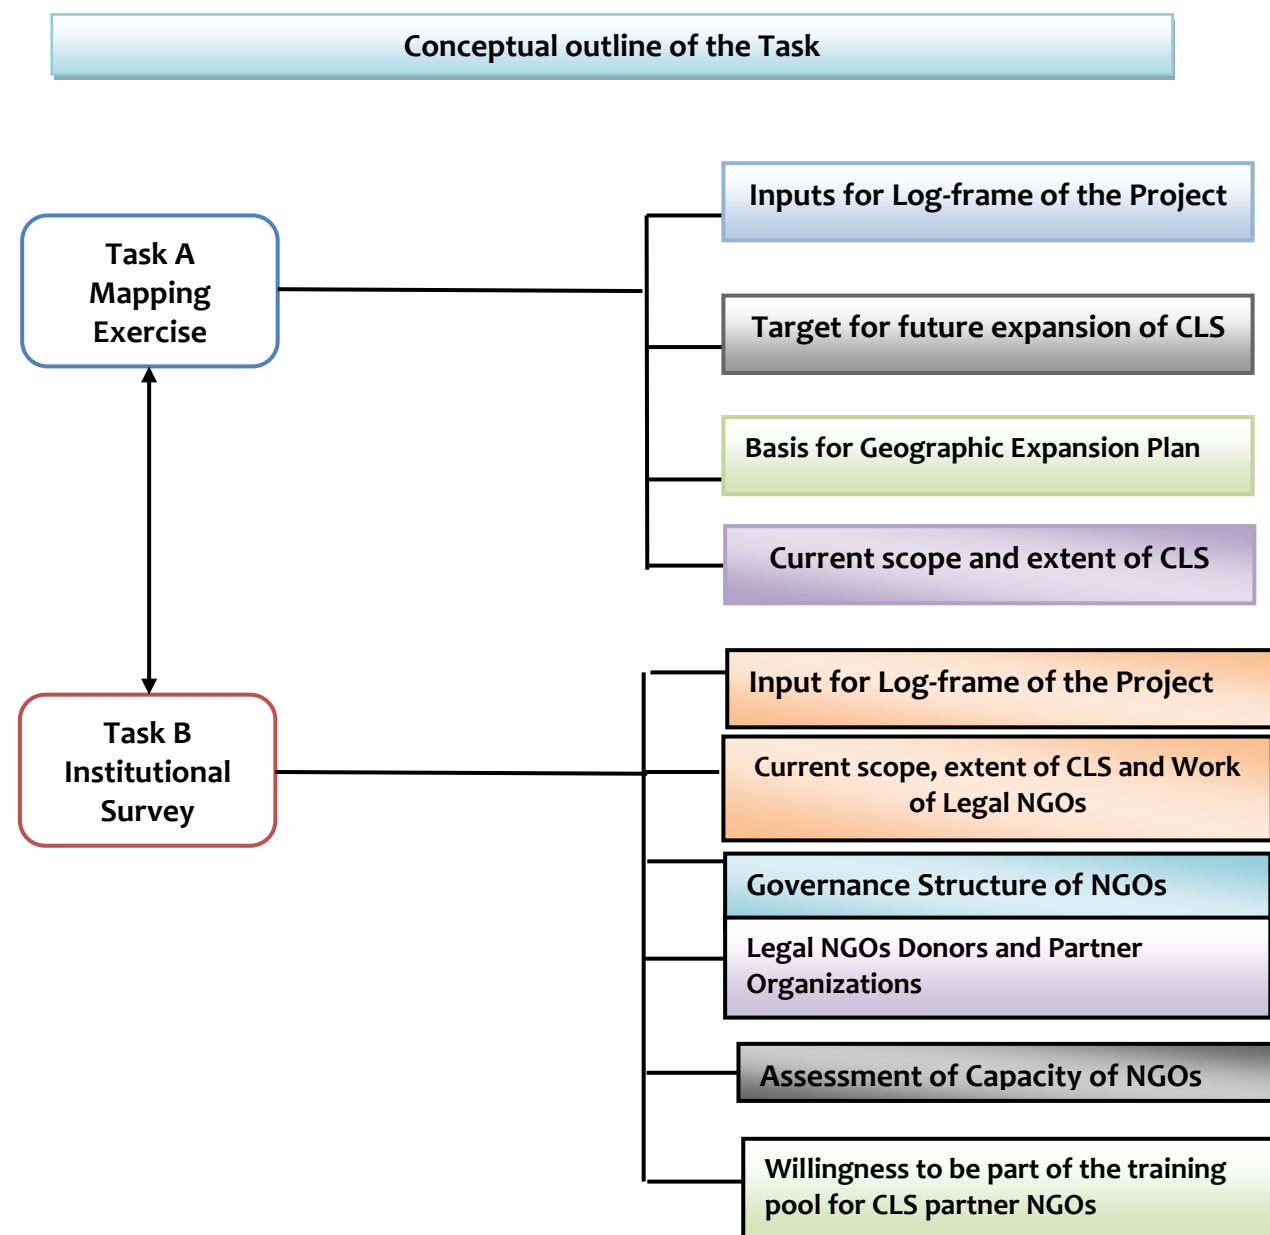 Conceptual outline of the Task
Task A
Mapping
Exercise
Inputs for Log-frame of the Project
Target for future expansion of CLS
Basis for Geographic Expansion Plan
Current scope and extent of CLS
Task B
Institutional
Survey
Input for Log-frame of the Project
Current scope, extent of CLS and Work
of Legal NGOs
Governance Structure of NGOs
Legal NGOs Donors and Partner
Organizations
Assessment of Capacity of NGOs
Willingness to be part of the training
pool for CLS partner NGOs